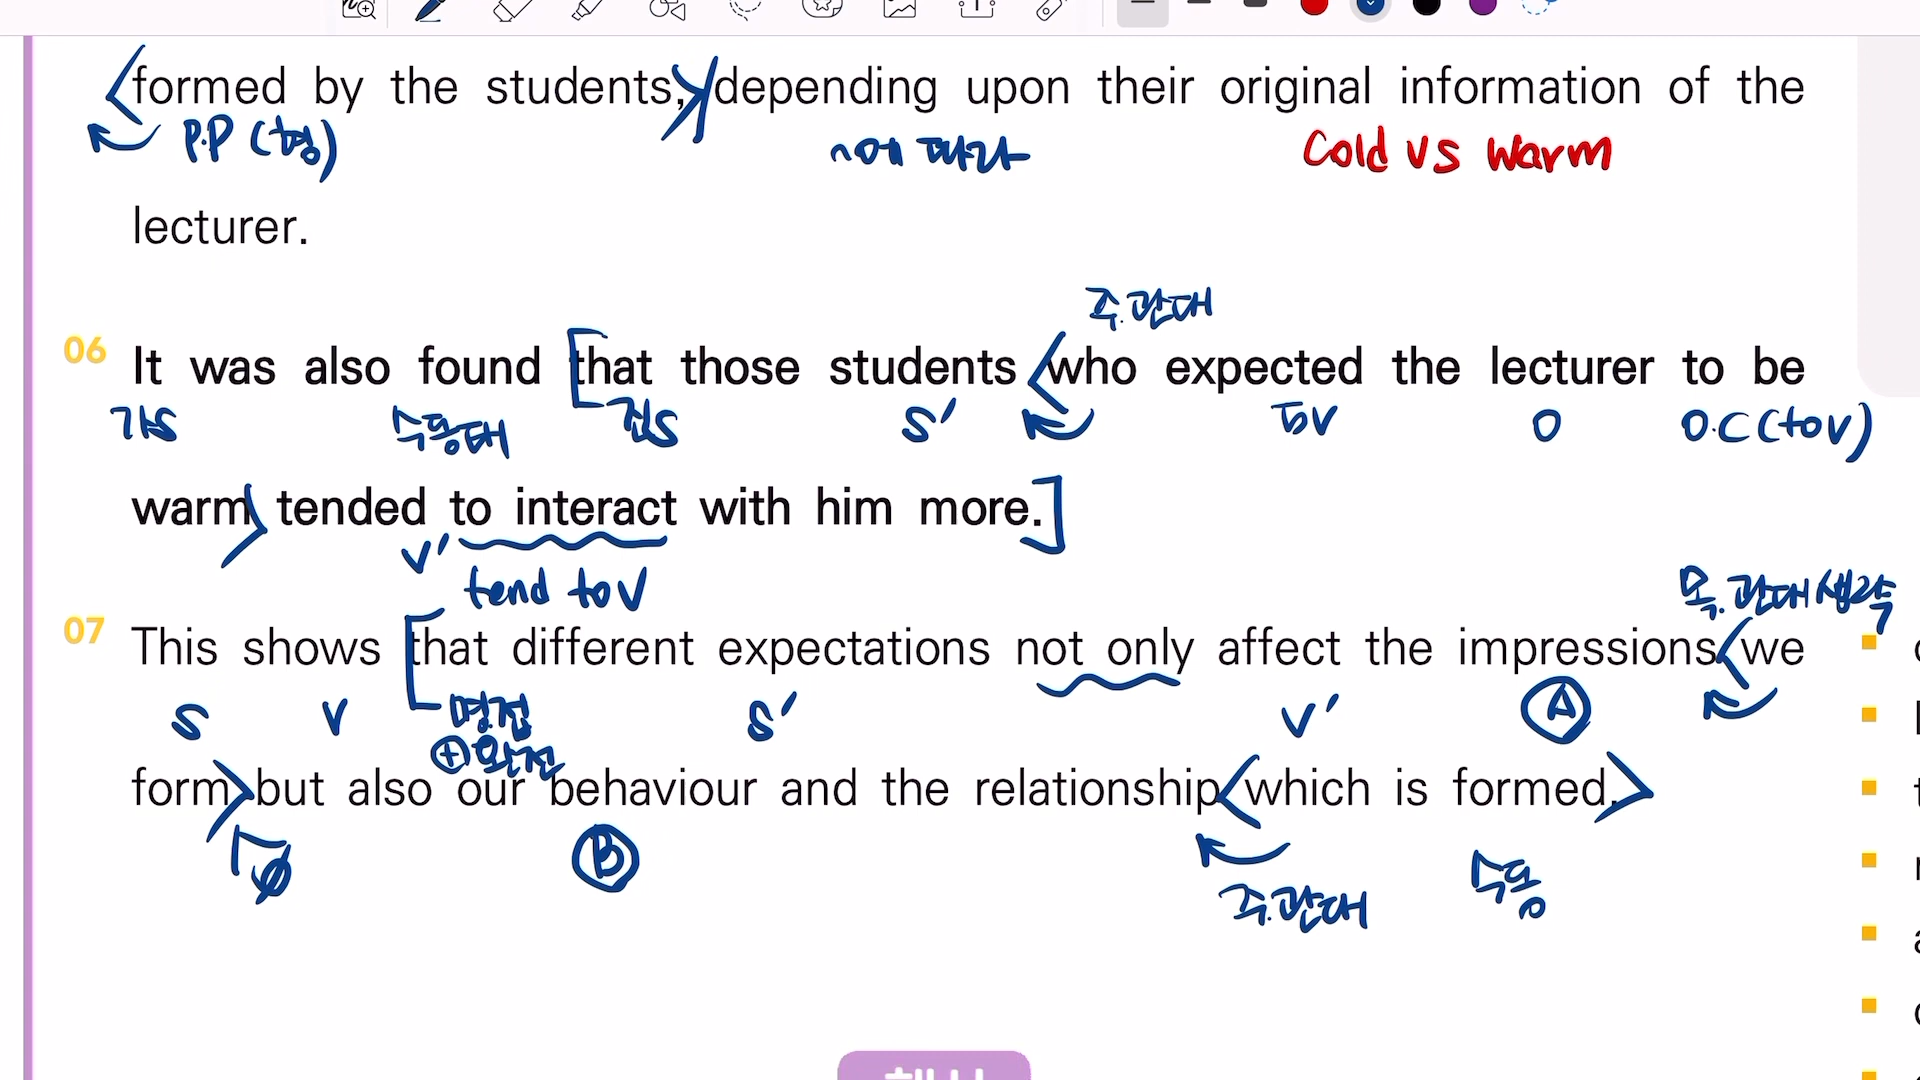 formed by the students, depending upon their original information of the
P.P (형) ~에 따라 Cold vs Warm
lecturer.
주.관대
06 It was also found that those students who expected the lecturer to be
가S 수동태 진S S' 5V O O.C (to V)
warm tended to interact with him more.
V' tend to V
목.관대 생략
07 This shows that different expectations not only affect the impressions we
S V 명.접 S' V' Ⓐ
⊕완전
form but also our behaviour and the relationship which is formed.
Ⓑ
주.관대 수동